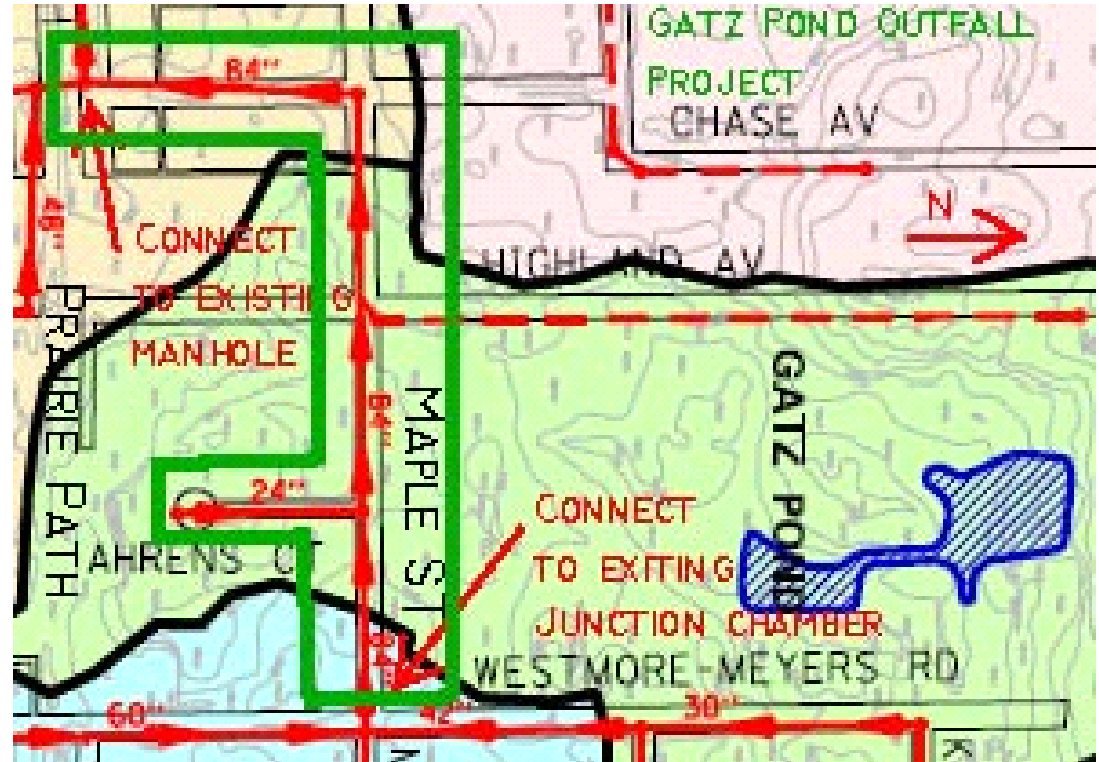 GATZ POND OUTFALL
PROJECT
CHASE AV
84"
N
48"
CONNECT
TO EXISTING
MANHOLE
HIGHLAND AV
PRAIRIE PATH
MAPLE ST
84"
GATZ POND
24"
AHRENS CT
CONNECT
TO EXITING
JUNCTION CHAMBER
84"
WESTMORE-MEYERS RD
60"
42"
30"